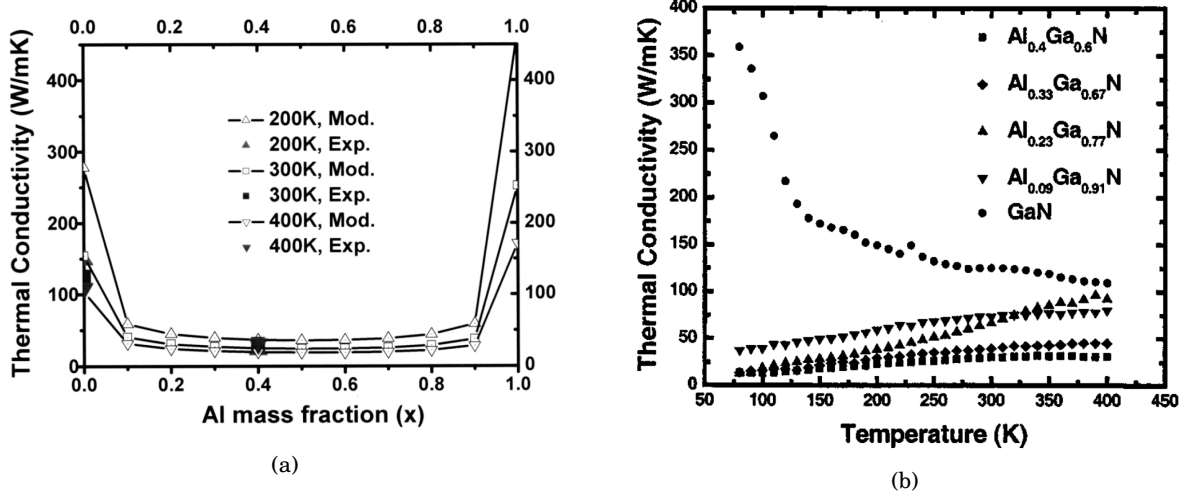 0.0 0.2 0.4 0.6 0.8 1.0
400
300
200
100
0
Thermal Conductivity (W/mK)
200K, Mod.
200K, Exp.
300K, Mod.
300K, Exp.
400K, Mod.
400K, Exp.
400
300
200
100
0
0.0 0.2 0.4 0.6 0.8 1.0
Al mass fraction (x)
(a)
400
350
300
250
200
150
100
50
0
Thermal Conductivity (W/mK)
Al0.4Ga0.6N
Al0.33Ga0.67N
Al0.23Ga0.77N
Al0.09Ga0.91N
GaN
50 100 150 200 250 300 350 400 450
Temperature (K)
(b)